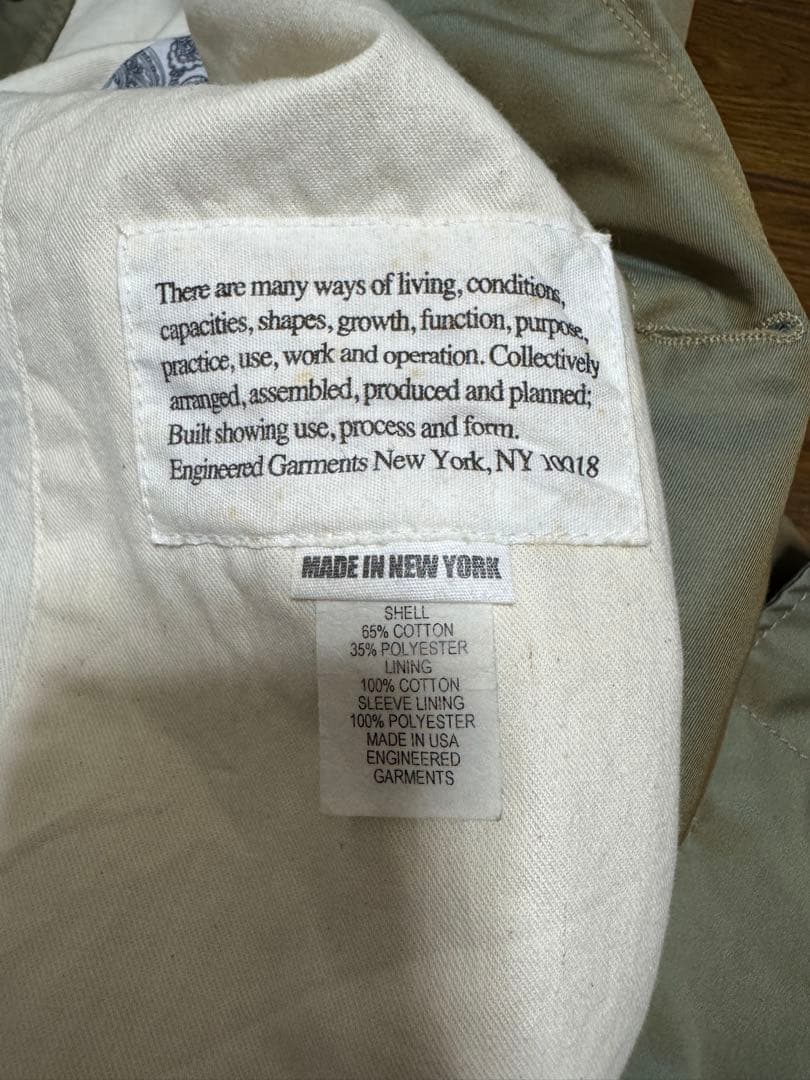 There are many ways of living, conditions,
capacities, shapes, growth, function, purpose,
practice, use, work and operation. Collectively
arranged, assembled, produced and planned;
Built showing use, process and form.
Engineered Garments New York, NY 10018
MADE IN NEW YORK
SHELL
65% COTTON
35% POLYESTER
LINING
100% COTTON
SLEEVE LINING
100% POLYESTER
MADE IN USA
ENGINEERED
GARMENTS